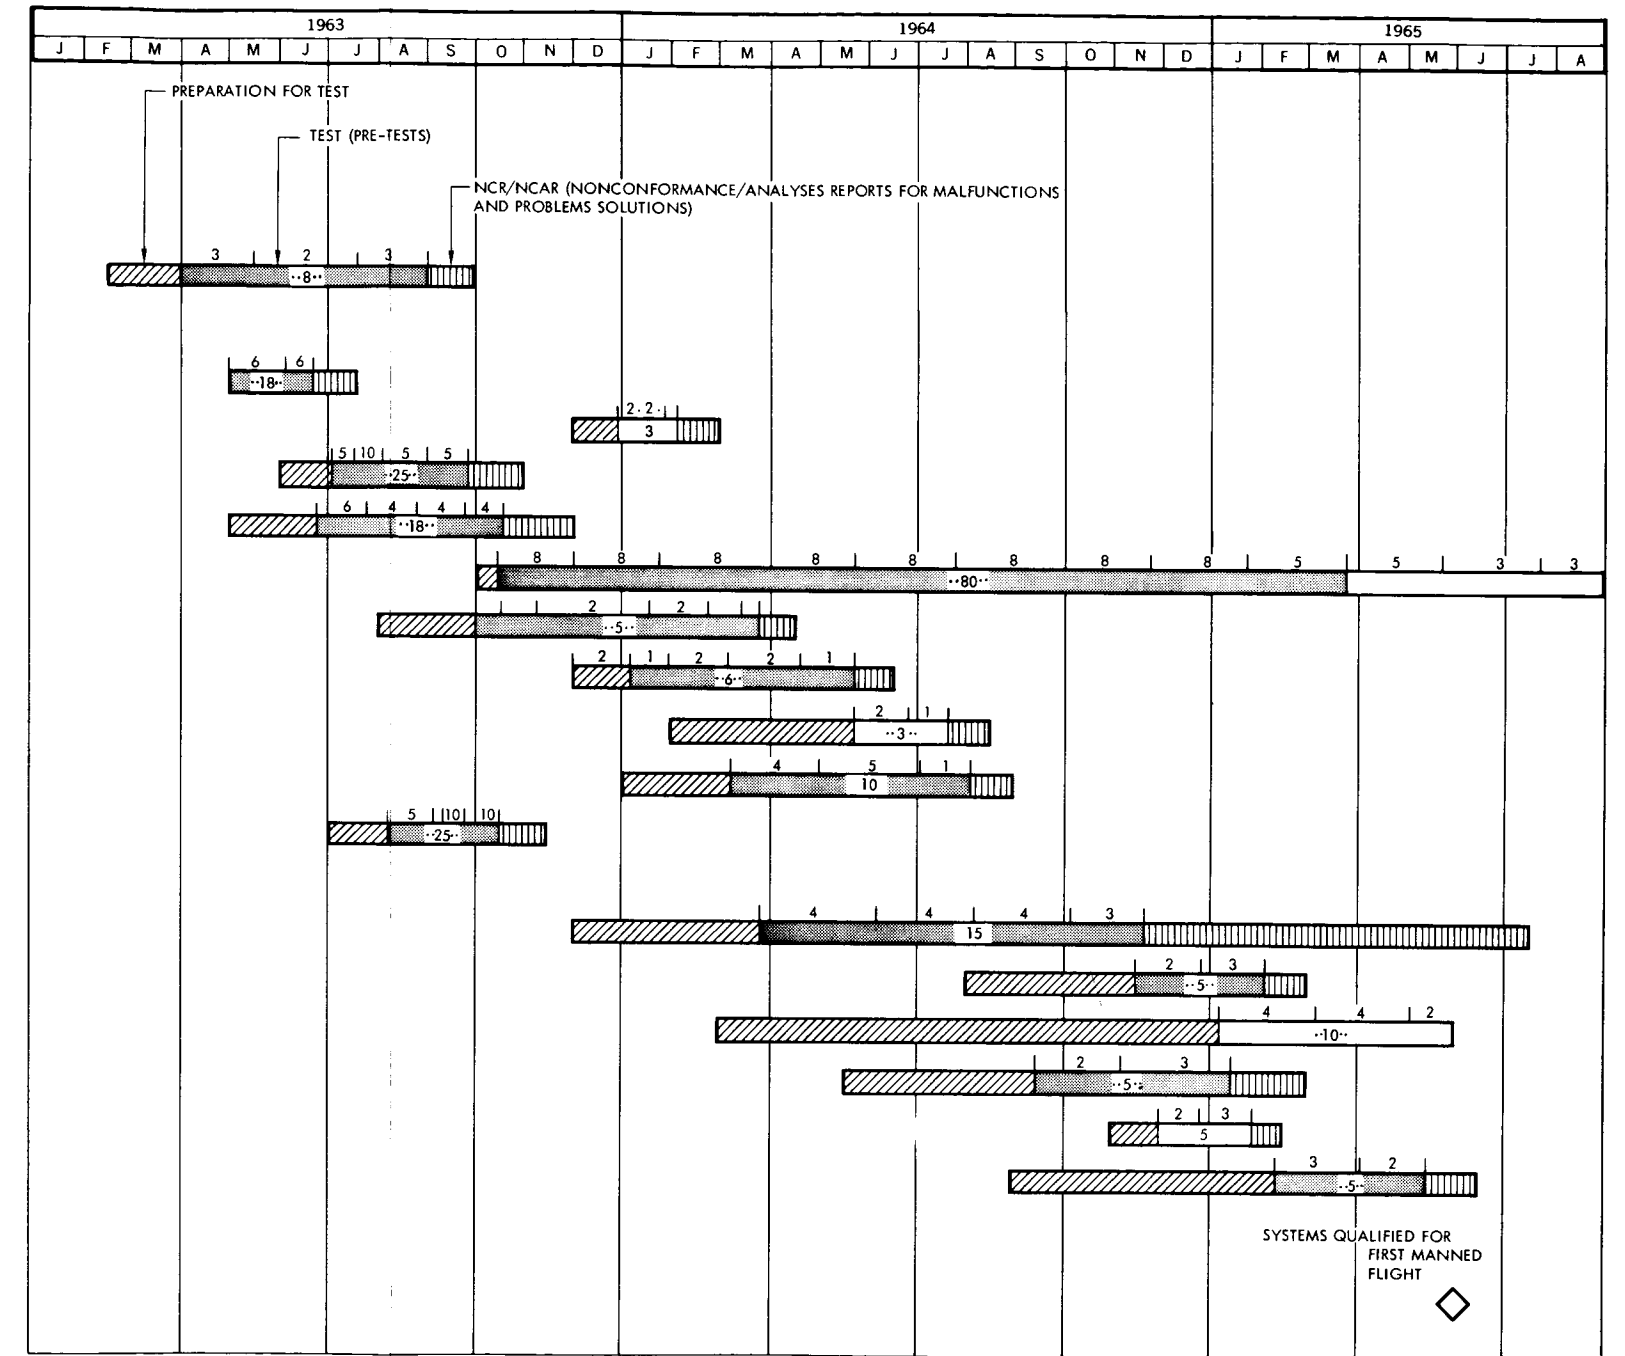 1963 1964 1965
J F M A M J J A S O N D J F M A M J J A S O N D J F M A M J J A
PREPARATION FOR TEST
TEST (PRE-TESTS)
NCR/NCAR (NONCONFORMANCE/ANALYSES REPORTS FOR MALFUNCTIONS
AND PROBLEMS SOLUTIONS)
3 2 3
··8··
6 6
··18··
2·2·
3
5 10 5 5
··25··
6 4 4 4
··18··
8 8 8 8 8 8 8 8 5 5 3 3
··80··
2 2
··5··
2 1 2 2 1
··6··
2 1
··3··
4 5 1
10
5 10 10
··25··
4 4 4 3
15
2 3
··5··
4 4 2
··10··
2 3
··5··
2 3
5
3 2
··5··
SYSTEMS QUALIFIED FOR
FIRST MANNED
FLIGHT